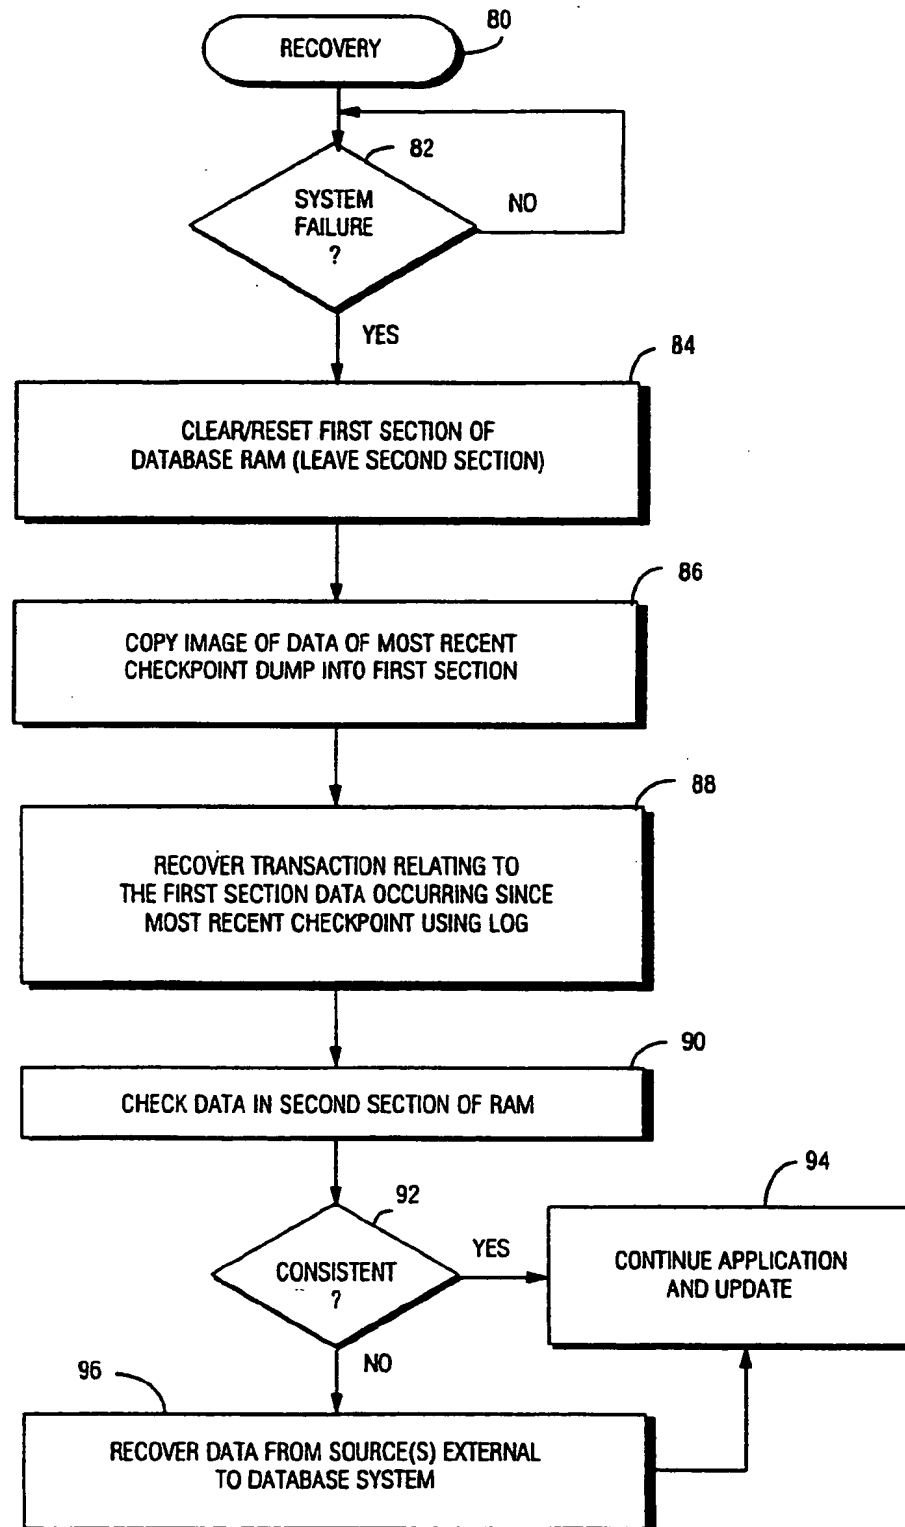 RECOVERY
80
82
SYSTEM
FAILURE
?
NO
YES
84
CLEAR/RESET FIRST SECTION OF
DATABASE RAM (LEAVE SECOND SECTION)
86
COPY IMAGE OF DATA OF MOST RECENT
CHECKPOINT DUMP INTO FIRST SECTION
88
RECOVER TRANSACTION RELATING TO
THE FIRST SECTION DATA OCCURRING SINCE
MOST RECENT CHECKPOINT USING LOG
90
CHECK DATA IN SECOND SECTION OF RAM
92
CONSISTENT
?
YES
94
CONTINUE APPLICATION
AND UPDATE
NO
96
RECOVER DATA FROM SOURCE(S) EXTERNAL
TO DATABASE SYSTEM